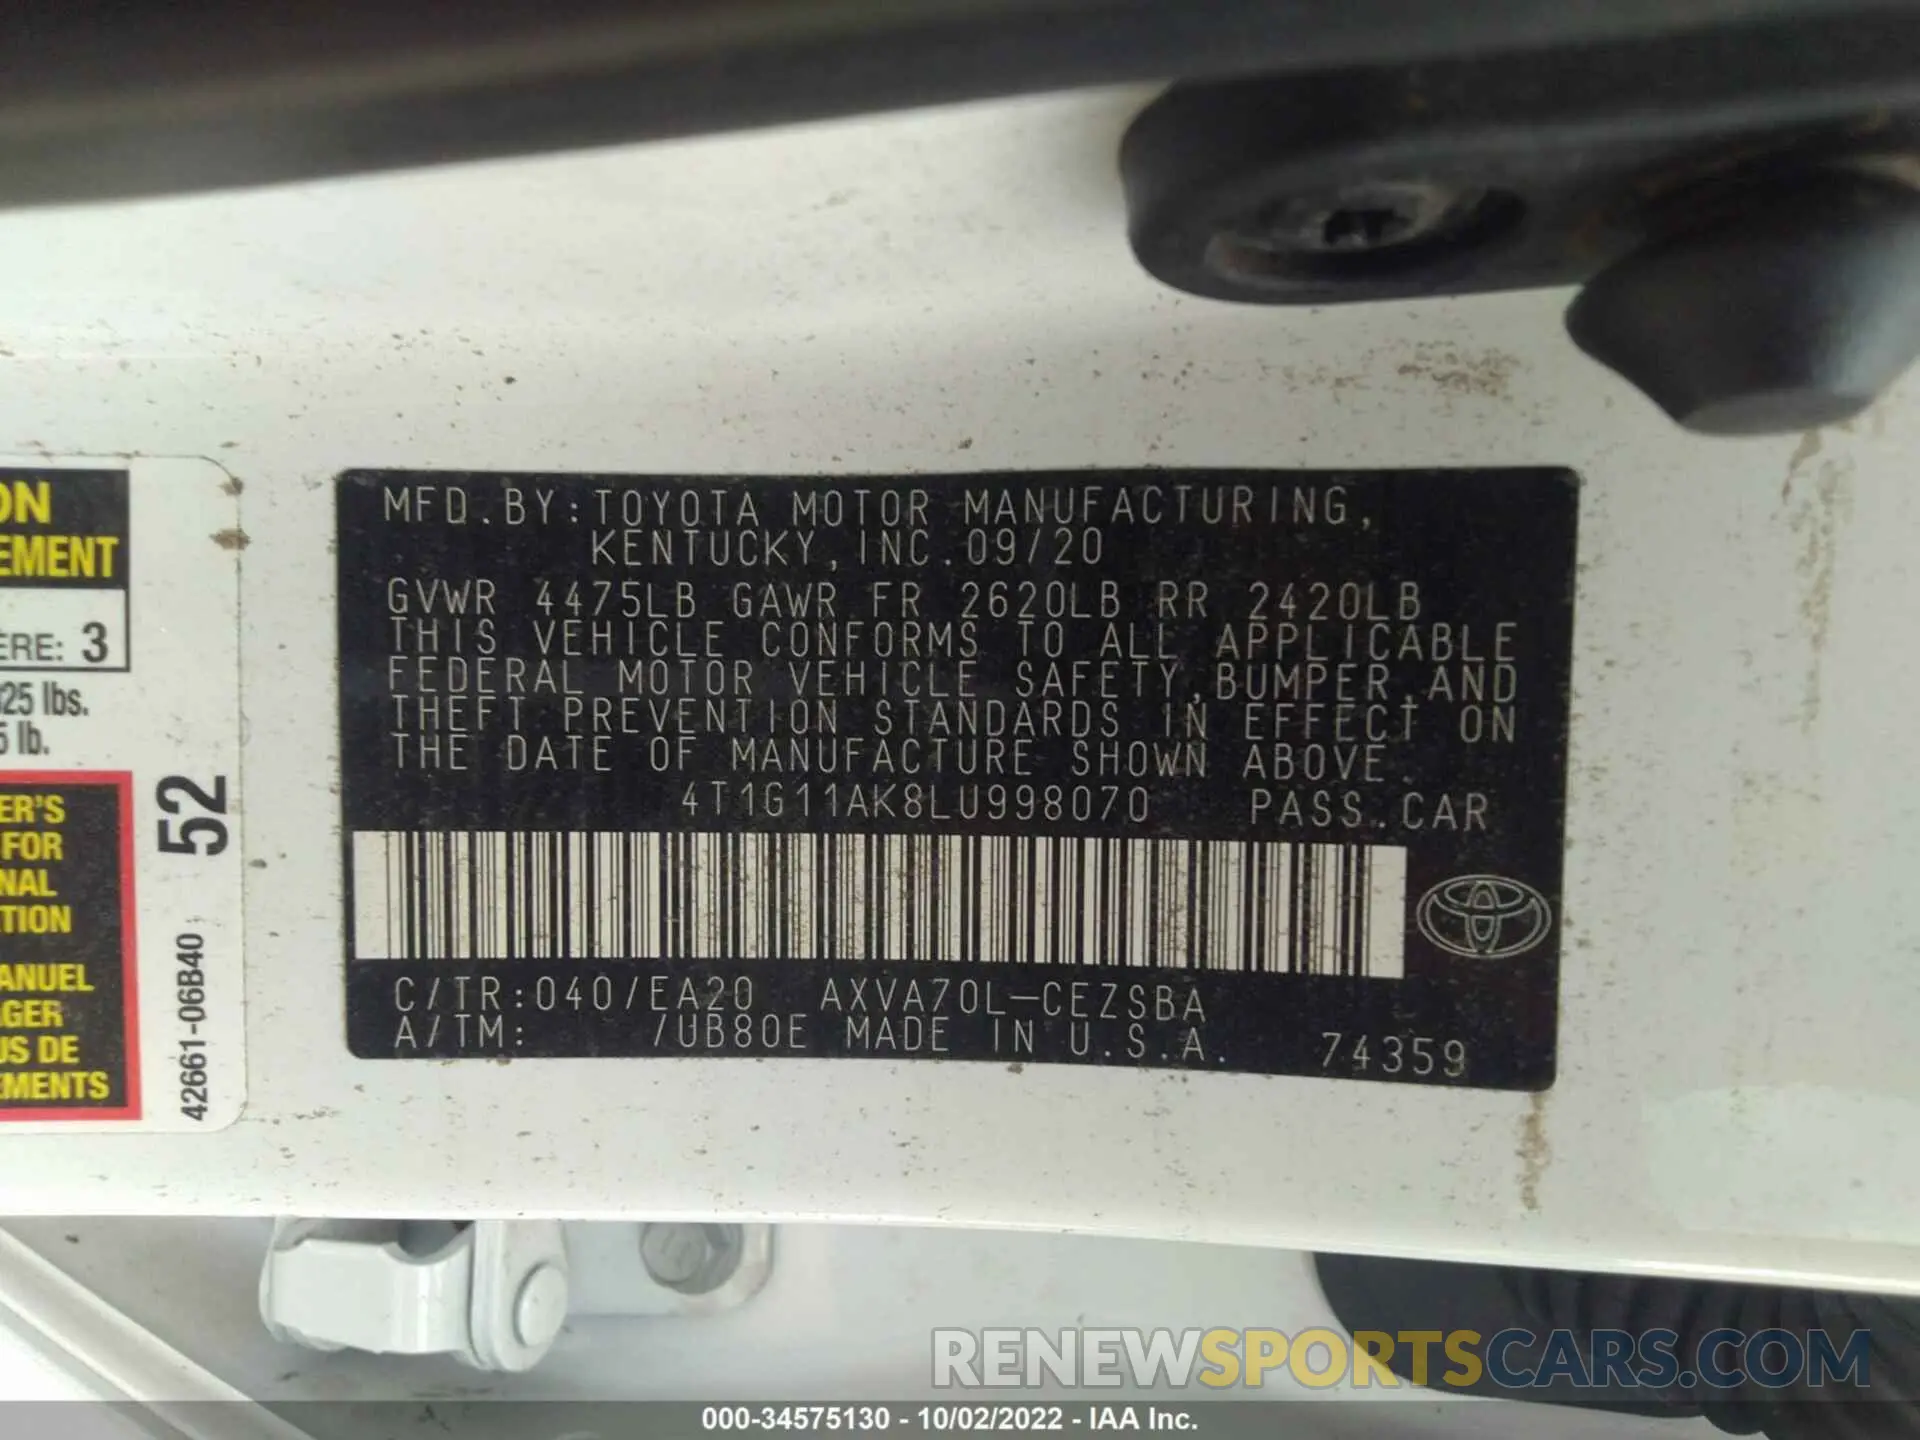 ON
EMENT
ÈRE: 3
825 lbs.
5 lb.
ER'S
FOR
NAL
TION
ANUEL
GER
US DE
EMENTS
52
42661-06B40
MFD.BY:TOYOTA MOTOR MANUFACTURING,
KENTUCKY,INC.09/20
GVWR 4475LB GAWR FR 2620LB RR 2420LB
THIS VEHICLE CONFORMS TO ALL APPLICABLE
FEDERAL MOTOR VEHICLE SAFETY,BUMPER,AND
THEFT PREVENTION STANDARDS IN EFFECT ON
THE DATE OF MANUFACTURE SHOWN ABOVE.
4T1G11AK8LU998070 PASS.CAR
C/TR:040/EA20 AXVA70L-CEZSBA
A/TM: /UB80E MADE IN U.S.A. 74359
RENEWSPORTSCARS.COM
000-34575130 - 10/02/2022 - IAA Inc.